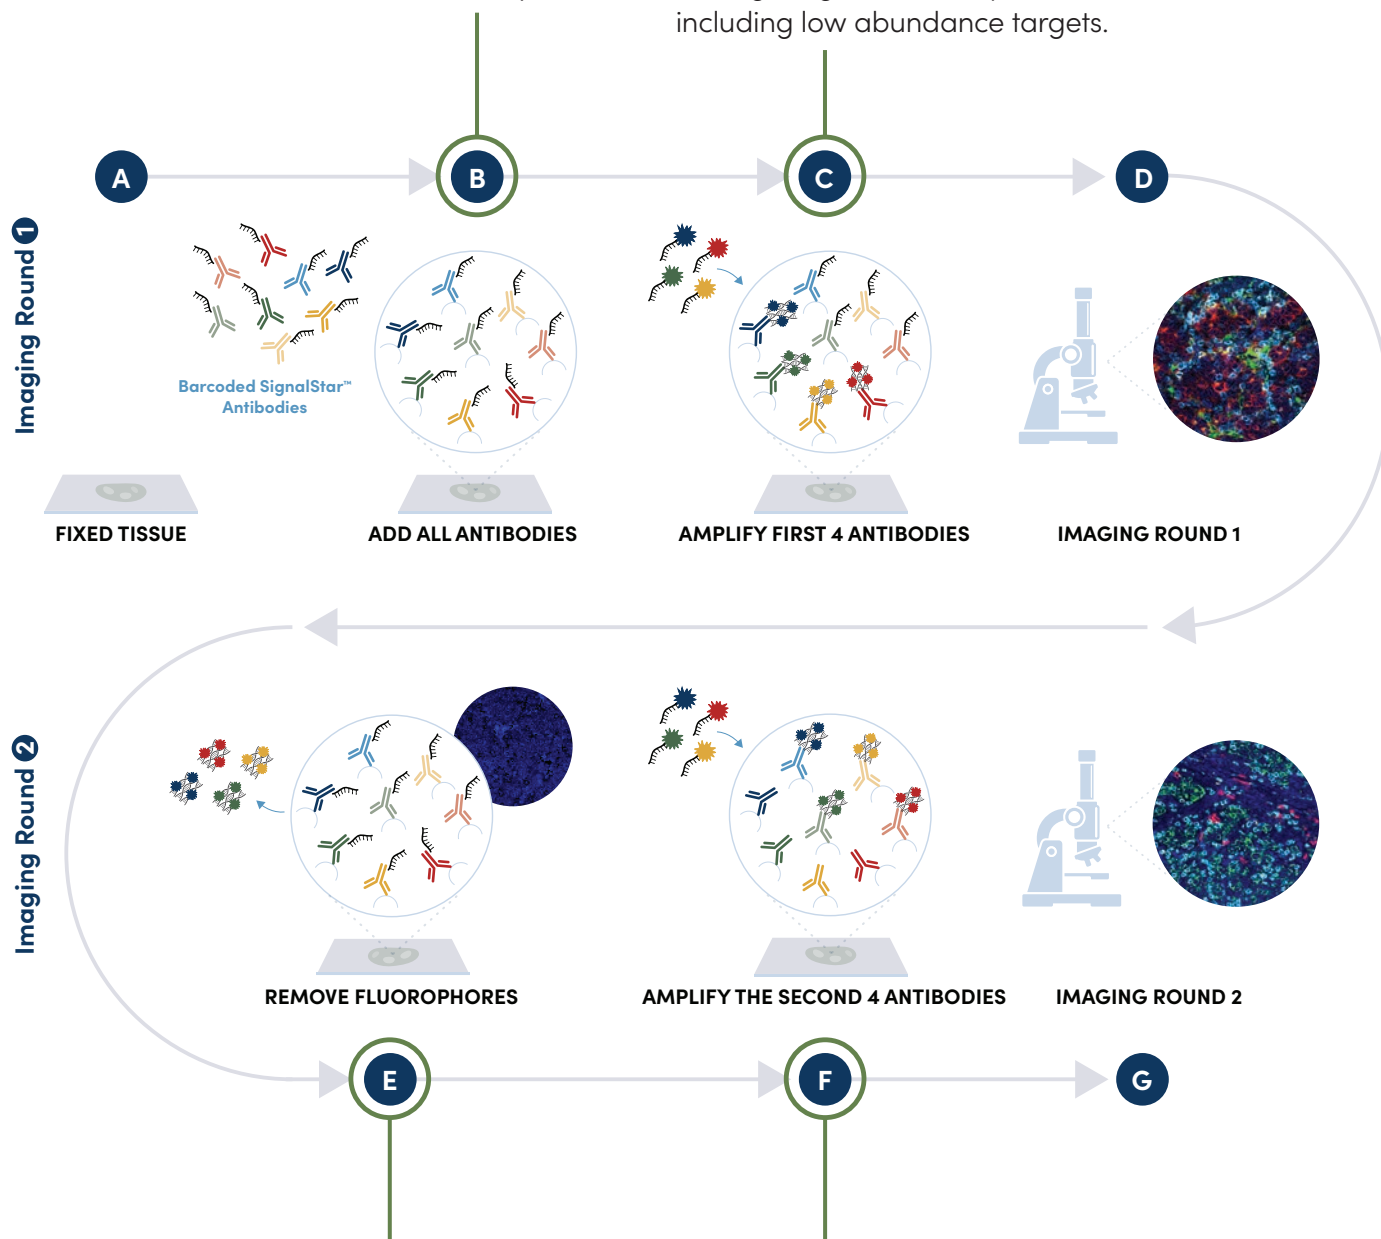 including low abundance targets.
A
B
C
D
Imaging Round 1
Barcoded SignalStar™
Antibodies
FIXED TISSUE
ADD ALL ANTIBODIES
AMPLIFY FIRST 4 ANTIBODIES
IMAGING ROUND 1
Imaging Round 2
REMOVE FLUOROPHORES
AMPLIFY THE SECOND 4 ANTIBODIES
IMAGING ROUND 2
E
F
G